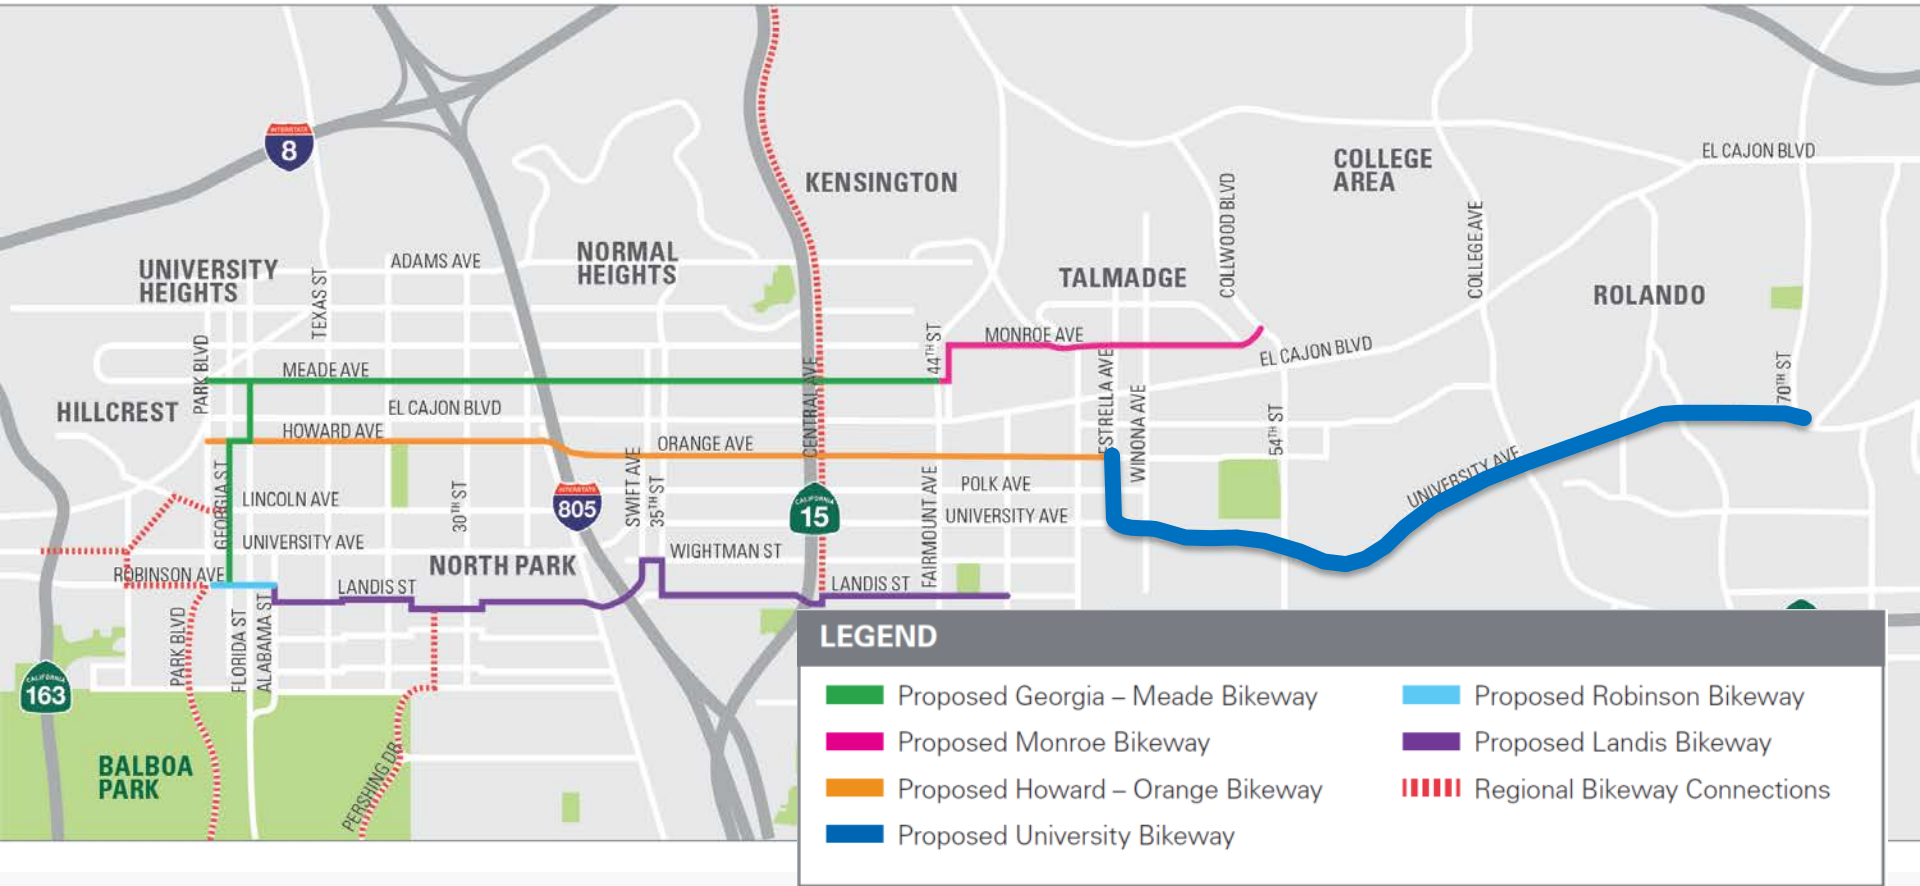 INTERSTATE
8
KENSINGTON
COLLEGE
AREA
EL CAJON BLVD
COLLWOOD BLVD
COLLEGE AVE
UNIVERSITY
HEIGHTS
TEXAS ST
ADAMS AVE
NORMAL
HEIGHTS
TALMADGE
ROLANDO
PARK BLVD
MEADE AVE
44TH ST
MONROE AVE
EL CAJON BLVD
HILLCREST
EL CAJON BLVD
CENTRAL AVE
ESTRELLA AVE
WINONA AVE
54TH ST
70TH ST
HOWARD AVE
ORANGE AVE
GEORGIA ST
LINCOLN AVE
30TH ST
INTERSTATE
805
SWIFT AVE
35TH ST
CALIFORNIA
15
FAIRMOUNT AVE
POLK AVE
UNIVERSITY AVE
UNIVERSITY AVE
UNIVERSITY AVE
NORTH PARK
WIGHTMAN ST
ROBINSON AVE
LANDIS ST
LANDIS ST
PARK BLVD
FLORIDA ST
ALABAMA ST
CALIFORNIA
163
BALBOA
PARK
PERSHING DR
LEGEND
Proposed Georgia – Meade Bikeway
Proposed Monroe Bikeway
Proposed Howard – Orange Bikeway
Proposed University Bikeway
Proposed Robinson Bikeway
Proposed Landis Bikeway
Regional Bikeway Connections